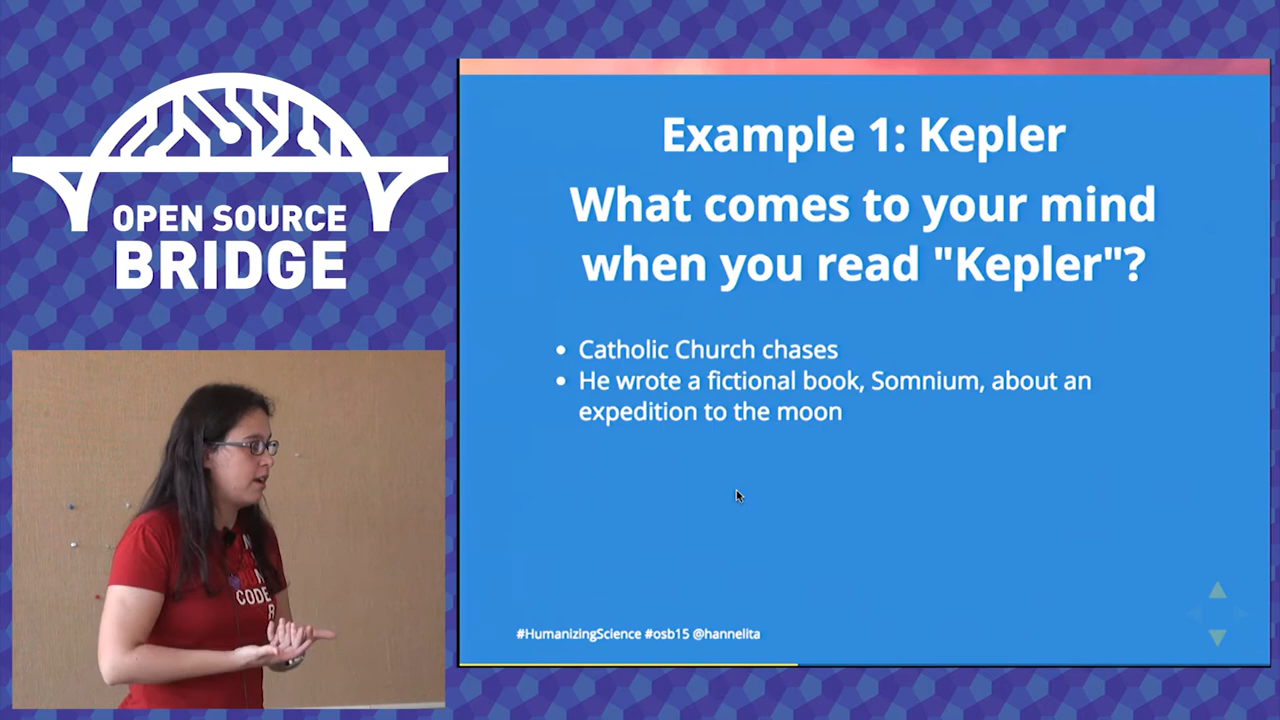 OPEN SOURCE
BRIDGE
Example 1: Kepler
What comes to your mind
when you read "Kepler"?
• Catholic Church chases
• He wrote a fictional book, Somnium, about an
expedition to the moon
#HumanizingScience #osb15 @hannelita
CODE